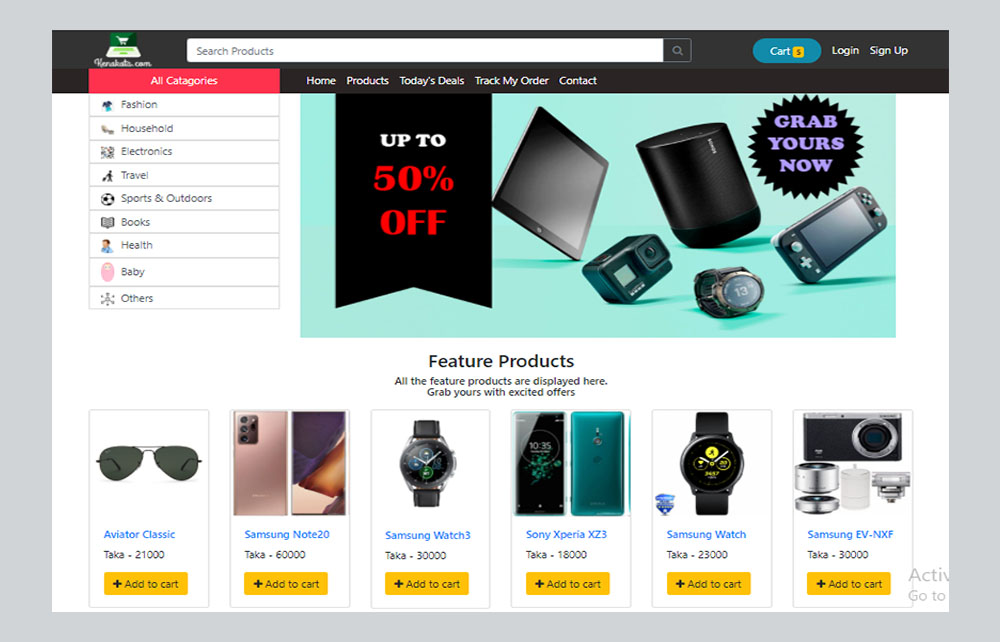 Kenakata.com
Search Products
Cart 5
Login
Sign Up
All Catagories
Home
Products
Today's Deals
Track My Order
Contact
Fashion
Household
Electronics
Travel
Sports & Outdoors
Books
Health
Baby
Others
UP TO
50%
OFF
GRAB
YOURS
NOW
SONOS
13
Feature Products
All the feature products are displayed here.
Grab yours with excited offers
10:35
SAMSUNG
Aviator Classic
Taka - 21000
Add to cart
Samsung Note20
Taka - 60000
Add to cart
Samsung Watch3
Taka - 30000
Add to cart
Sony Xperia XZ3
Taka - 18000
Add to cart
Samsung Watch
Taka - 23000
Add to cart
Samsung EV-NXF
Taka - 30000
Add to cart
Activ
Go to